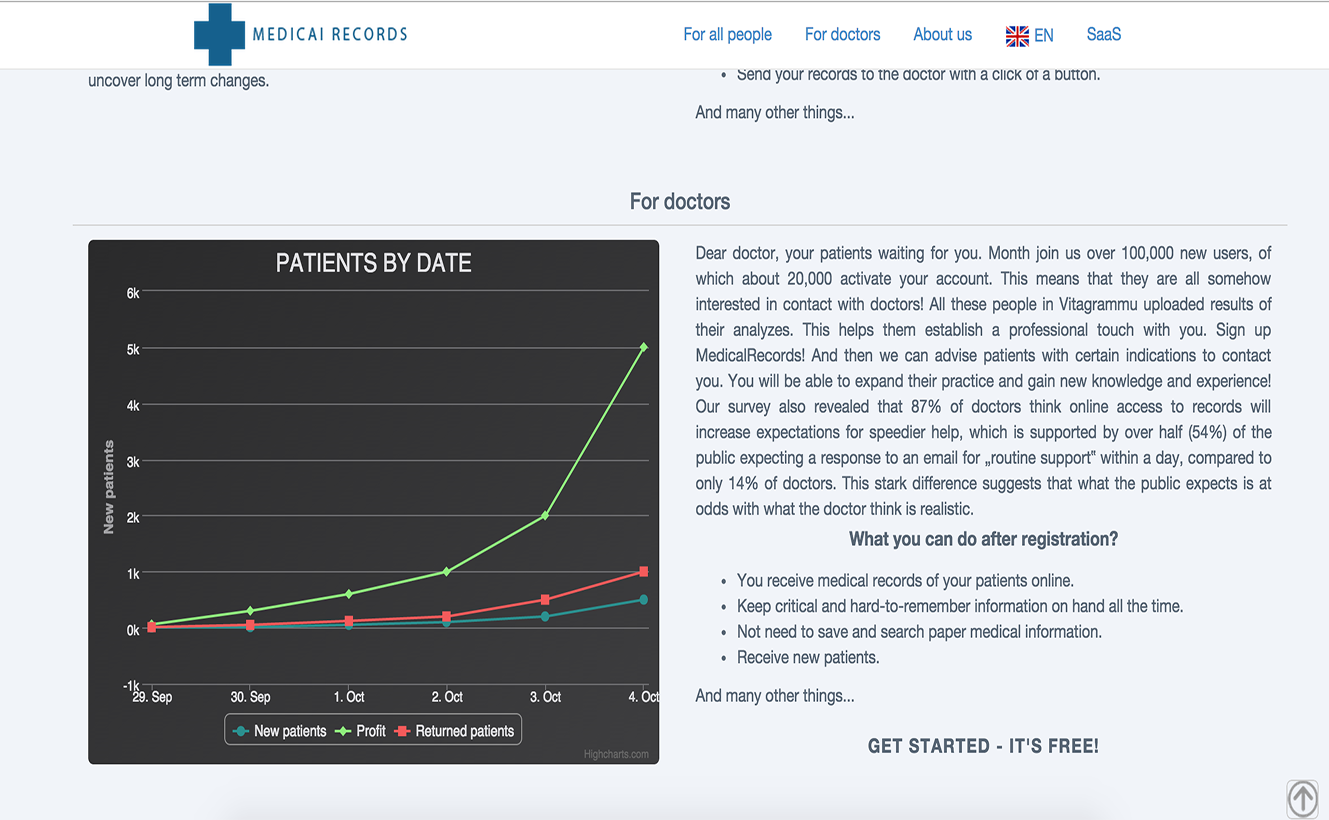 MEDICAI RECORDS
For all people
For doctors
About us
EN
SaaS
uncover long term changes.
• Send your records to the doctor with a click of a button.
And many other things...
For doctors
PATIENTS BY DATE
6k
5k
4k
3k
2k
1k
0k
-1k
New patients
29. Sep
30. Sep
1. Oct
2. Oct
3. Oct
4. Oct
New patients
Profit
Returned patients
Highcharts.com
Dear doctor, your patients waiting for you. Month join us over 100,000 new users, of
which about 20,000 activate your account. This means that they are all somehow
interested in contact with doctors! All these people in Vitagrammu uploaded results of
their analyzes. This helps them establish a professional touch with you. Sign up
MedicalRecords! And then we can advise patients with certain indications to contact
you. You will be able to expand their practice and gain new knowledge and experience!
Our survey also revealed that 87% of doctors think online access to records will
increase expectations for speedier help, which is supported by over half (54%) of the
public expecting a response to an email for „routine support‟ within a day, compared to
only 14% of doctors. This stark difference suggests that what the public expects is at
odds with what the doctor think is realistic.
What you can do after registration?
• You receive medical records of your patients online.
• Keep critical and hard-to-remember information on hand all the time.
• Not need to save and search paper medical information.
• Receive new patients.
And many other things...
GET STARTED - IT'S FREE!